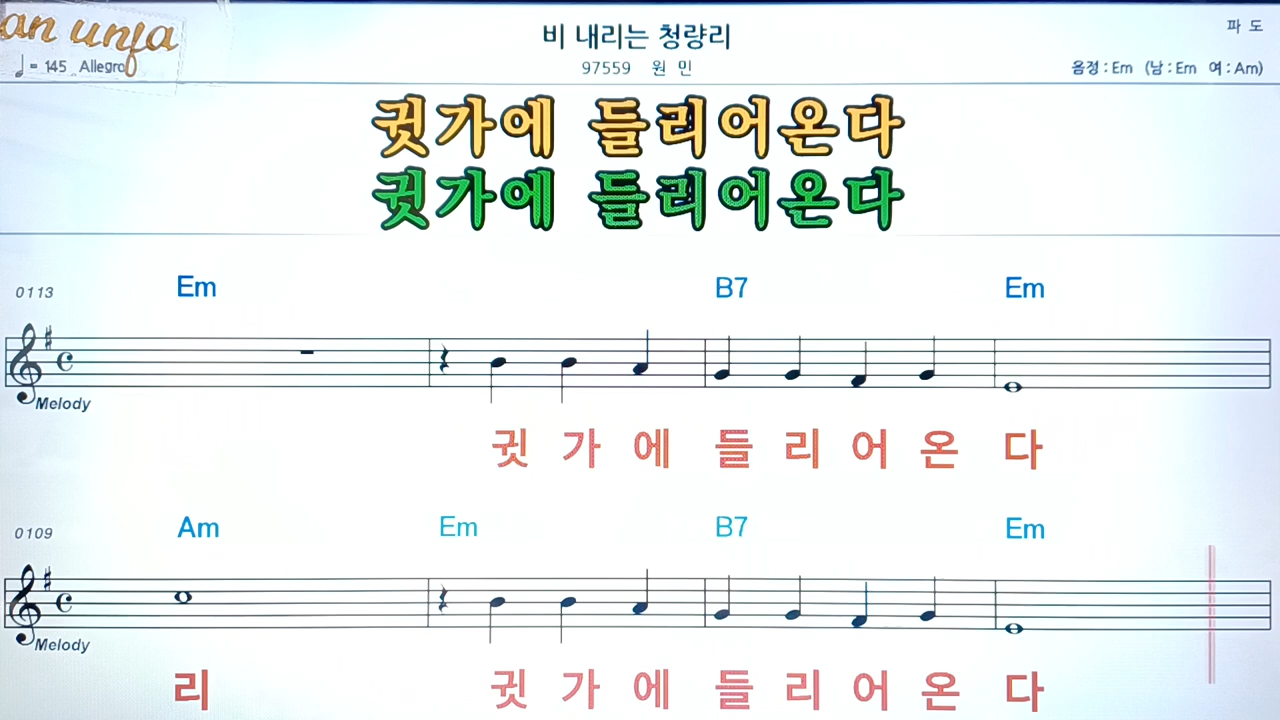 an unfa
비 내리는 청량리
파 도
♩= 145 Allegro
97559 원 민
음정 : Em (남 : Em 여 : Am)
귓가에 들리어온다
귓가에 들리어온다
0113 Em B7 Em
Melody
귓 가 에 들 리 어 온 다
0109 Am Em B7 Em
Melody
리 귓 가 에 들 리 어 온 다